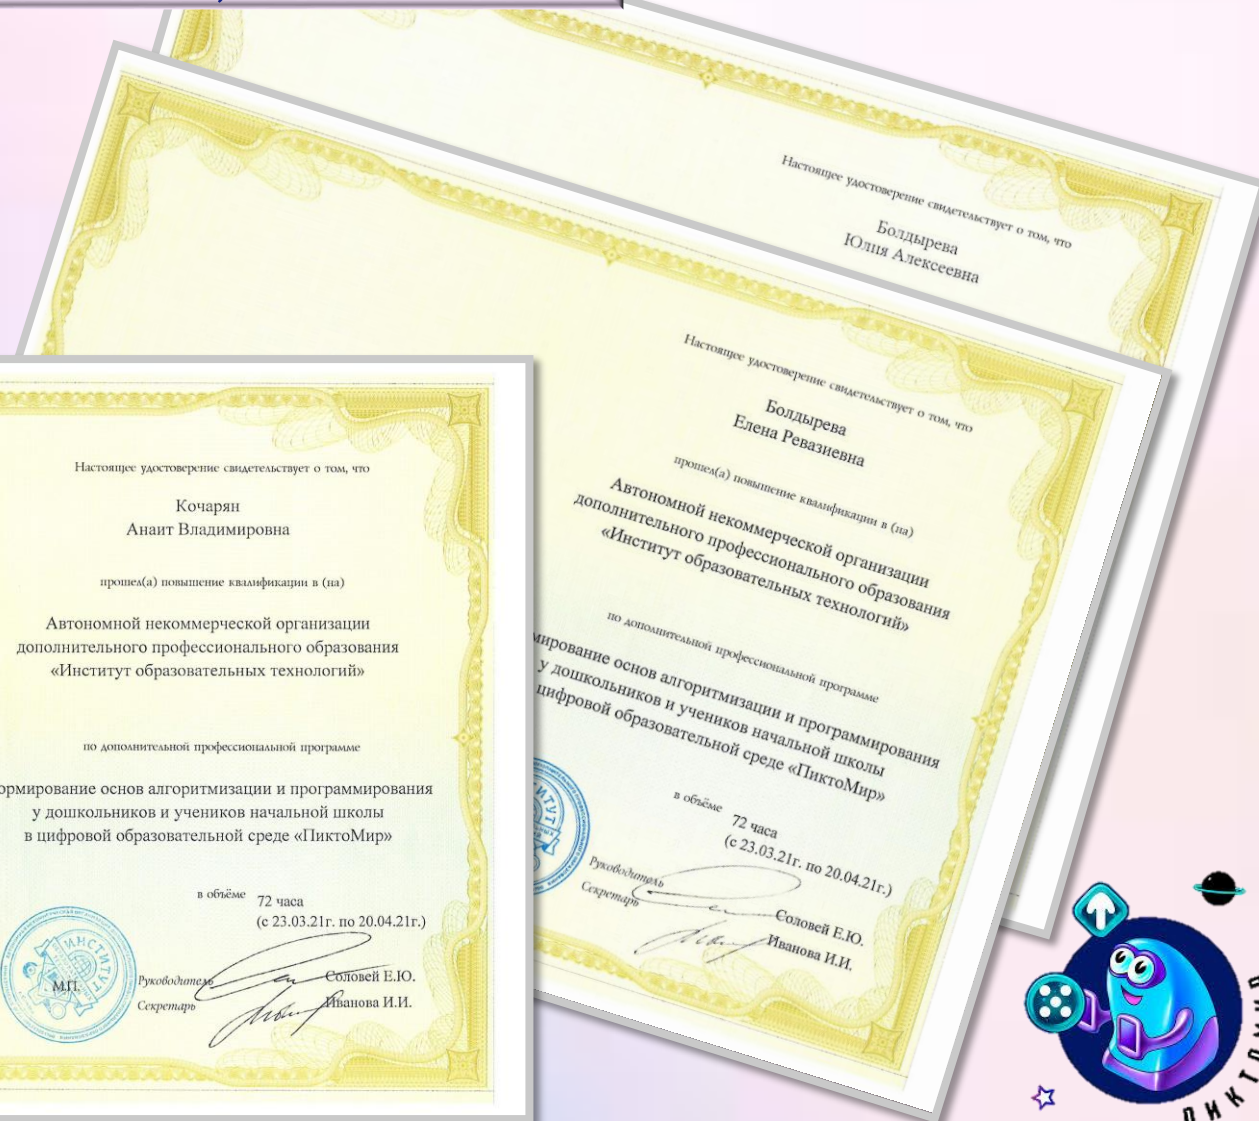 Настоящее удостоверение свидетельствует о том, что
Болдырева
Юлия Алексеевна
Настоящее удостоверение свидетельствует о том, что
Болдырева
Елена Ревазиевна
прошел(а) повышение квалификации в (на)
Автономной некоммерческой организации
дополнительного профессионального образования
«Институт образовательных технологий»
по дополнительной профессиональной программе
мирование основ алгоритмизации и программирования
у дошкольников и учеников начальной школы
цифровой образовательной среде «ПиктоМир»
в объёме
72 часа
(с 23.03.21г. по 20.04.21г.)
Руководитель
Соловей Е.Ю.
Секретарь
Иванова И.И.
Настоящее удостоверение свидетельствует о том, что
Кочарян
Анаит Владимировна
прошел(а) повышение квалификации в (на)
Автономной некоммерческой организации
дополнительного профессионального образования
«Институт образовательных технологий»
по дополнительной профессиональной программе
ормирование основ алгоритмизации и программирования
у дошкольников и учеников начальной школы
в цифровой образовательной среде «ПиктоМир»
в объёме 72 часа
(с 23.03.21г. по 20.04.21г.)
ИНСТИТУТ
М.П.
Руководитель Соловей Е.Ю.
Секретарь Иванова И.И.
ПИКТОМИР